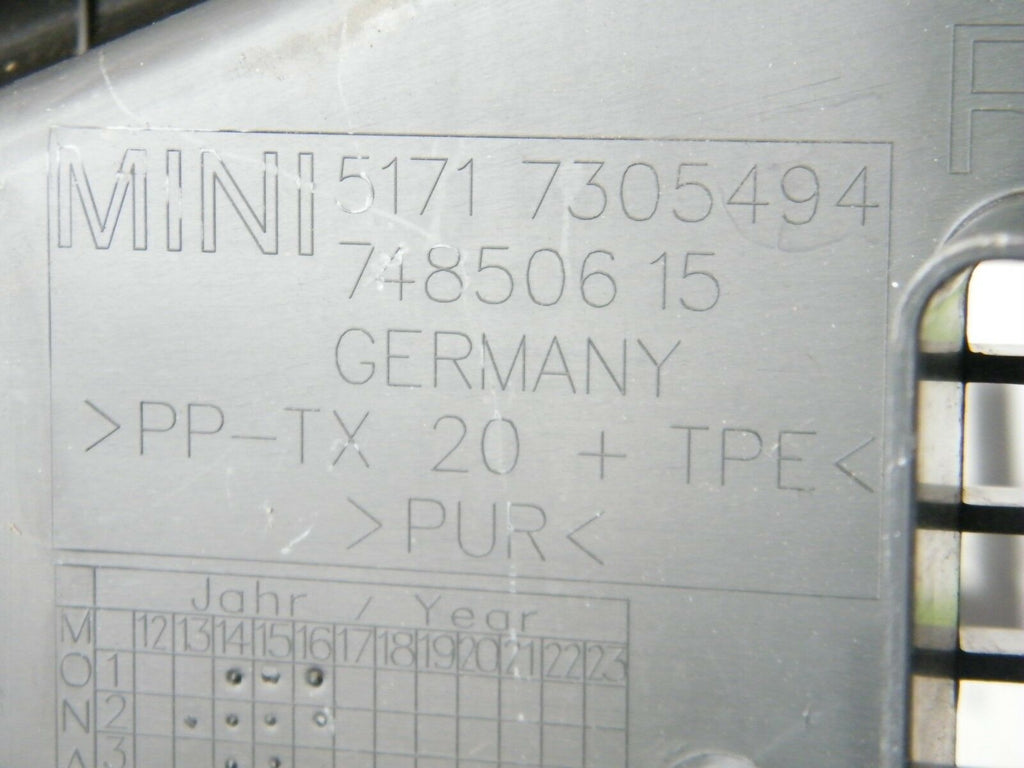 MINI 5171 7305494
748506 15
GERMANY
>PP-TX 20 + TPE<
>PUR<
Jahr / Year
12 13 14 15 16 17 18 19 20 21 22 23
M
O 1
N 2
A 3